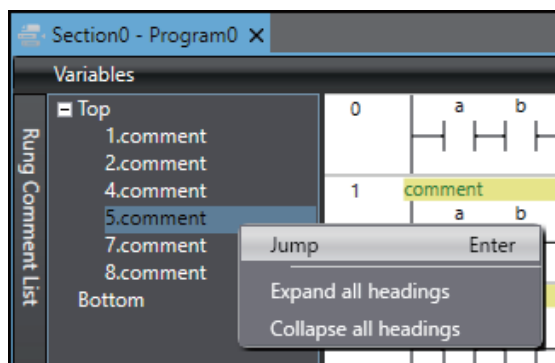 Section0 - Program0
Variables
Rung Comment List
Top
1.comment
2.comment
4.comment
5.comment
7.comment
8.comment
Bottom
0
a b
1
comment
a b
Jump Enter
Expand all headings
Collapse all headings